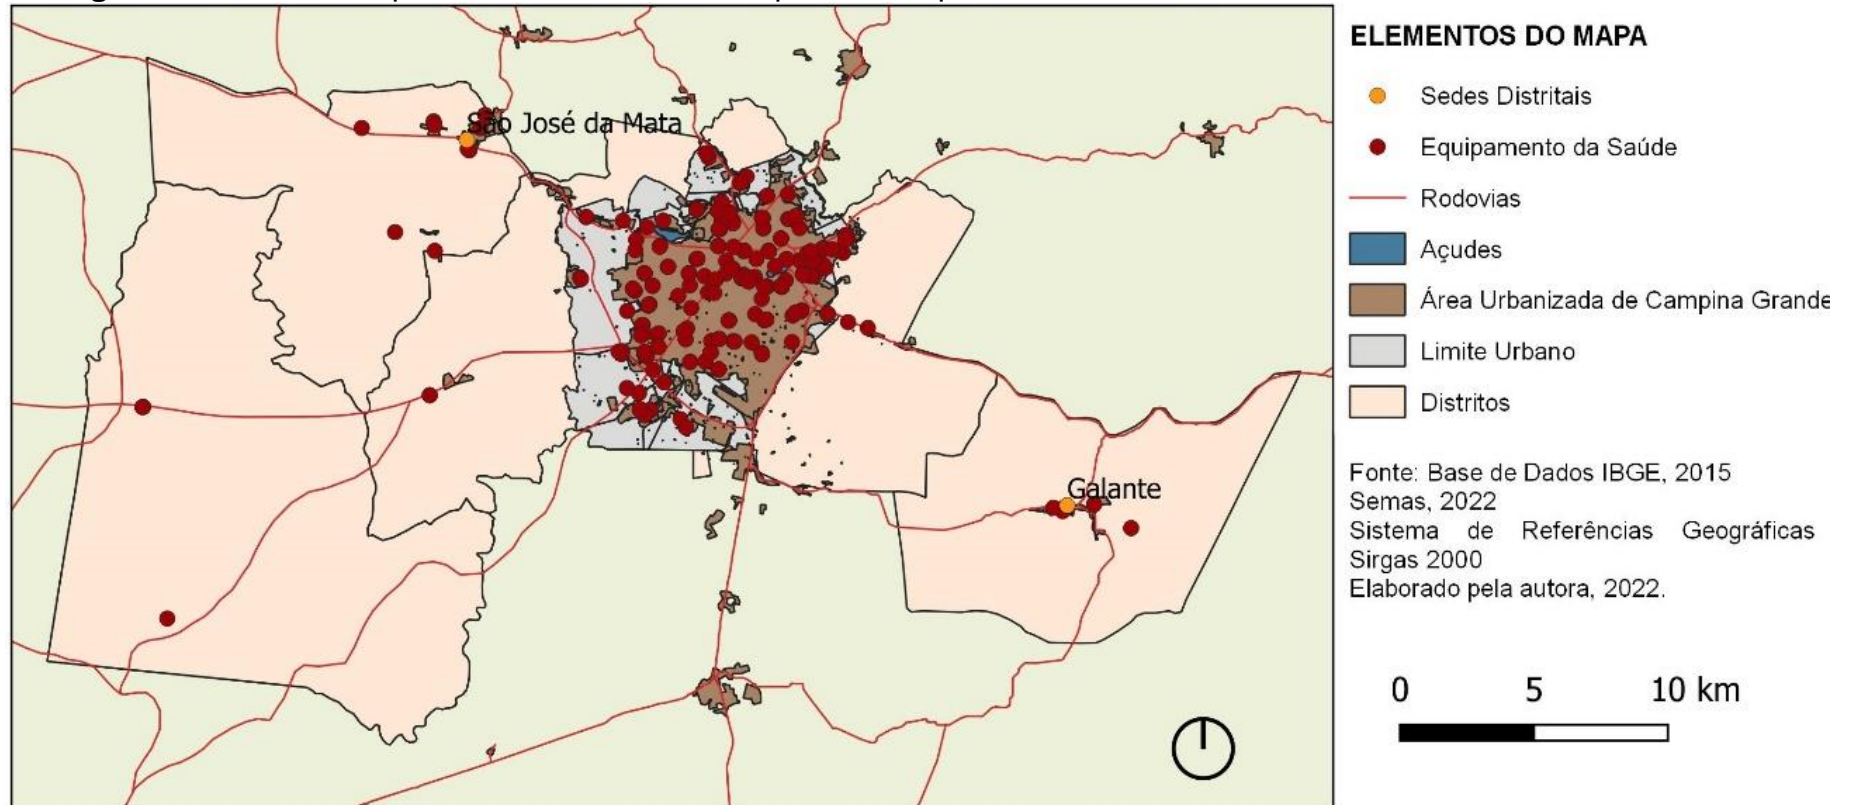 São José da Mata
Galante
ELEMENTOS DO MAPA
Sedes Distritais
Equipamento da Saúde
Rodovias
Açudes
Área Urbanizada de Campina Grande
Limite Urbano
Distritos
Fonte: Base de Dados IBGE, 2015
Semas, 2022
Sistema de Referências Geográficas
Sirgas 2000
Elaborado pela autora, 2022.
0 5 10 km